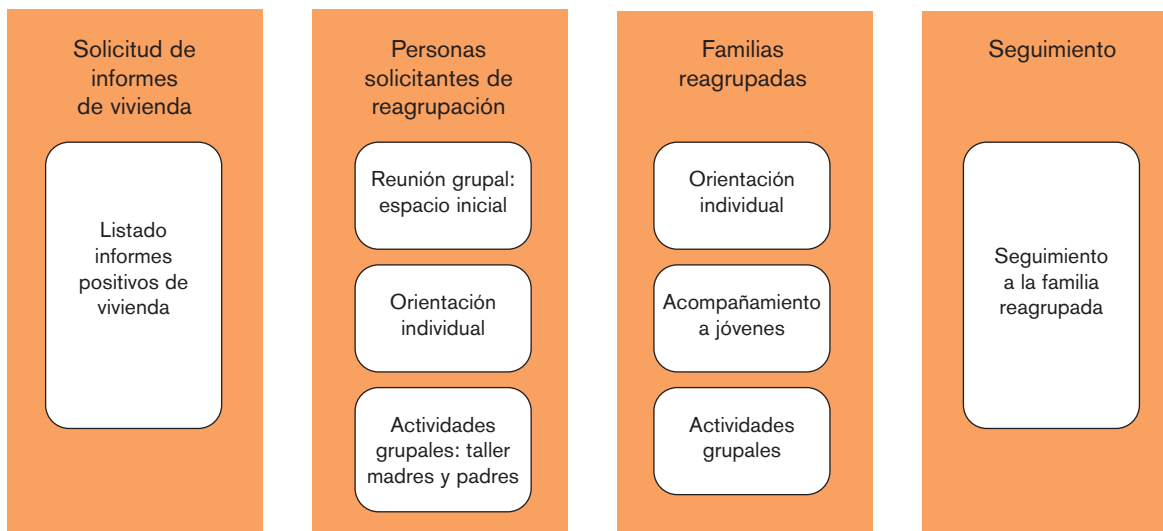 Solicitud de
informes
de vivienda
Listado
informes
positivos de
vivienda
Personas
solicitantes de
reagrupación
Reunión grupal:
espacio inicial
Orientación
individual
Actividades
grupales: taller
madres y padres
Familias
reagrupadas
Orientación
individual
Acompañamiento
a jóvenes
Actividades
grupales
Seguimiento
Seguimiento
a la familia
reagrupada